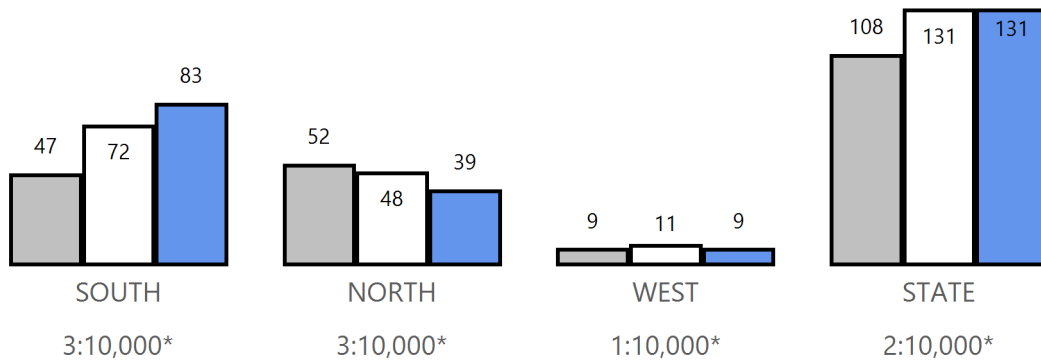 47 72 83
52 48 39
9 11 9
108 131 131
SOUTH NORTH WEST STATE
3:10,000* 3:10,000* 1:10,000* 2:10,000*